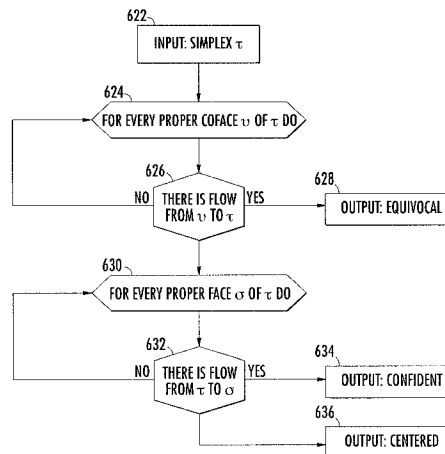 622
INPUT: SIMPLEX τ
624
FOR EVERY PROPER COFACE υ OF τ DO
626
NO
THERE IS FLOW
FROM υ TO τ
YES
628
OUTPUT: EQUIVOCAL
630
FOR EVERY PROPER FACE σ OF τ DO
632
NO
THERE IS FLOW
FROM τ TO σ
YES
634
OUTPUT: CONFIDENT
636
OUTPUT: CENTERED